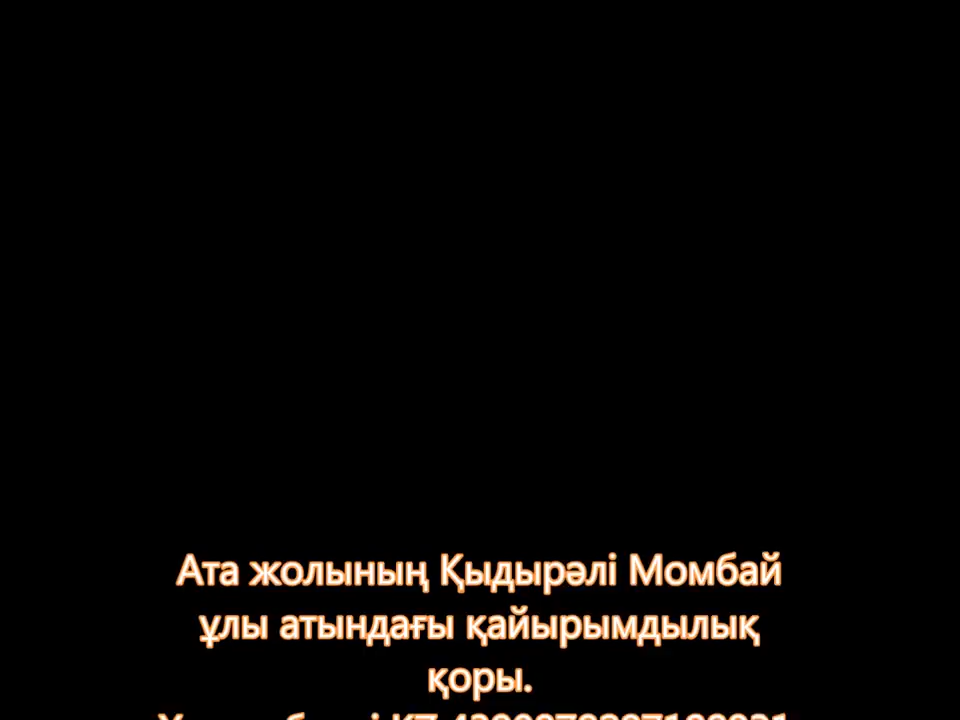 Ата жолының Қыдырәлі Момбай
ұлы атындағы қайырымдылық
қоры.